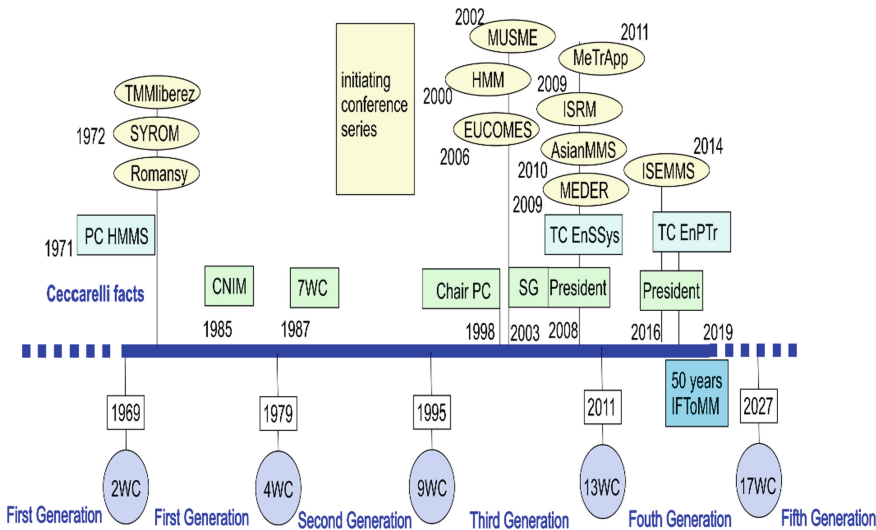 2002
MUSME
2011
MeTrApp
initiating
conference
series
HMM
2000
2009
ISRM
TMMliberez
1972
SYROM
EUCOMES
2006
AsianMMS
2014
Romansy
2010
ISEMMS
MEDER
2009
PC HMMS
1971
TC EnSSys
TC EnPTr
Ceccarelli facts
CNIM
7WC
Chair PC
SG
President
President
1985
1987
1998
2003
2008
2016
2019
50 years
IFToMM
1969
1979
1995
2011
2027
2WC
4WC
9WC
13WC
17WC
First Generation
First Generation
Second Generation
Third Generation
Fouth Generation
Fifth Generation